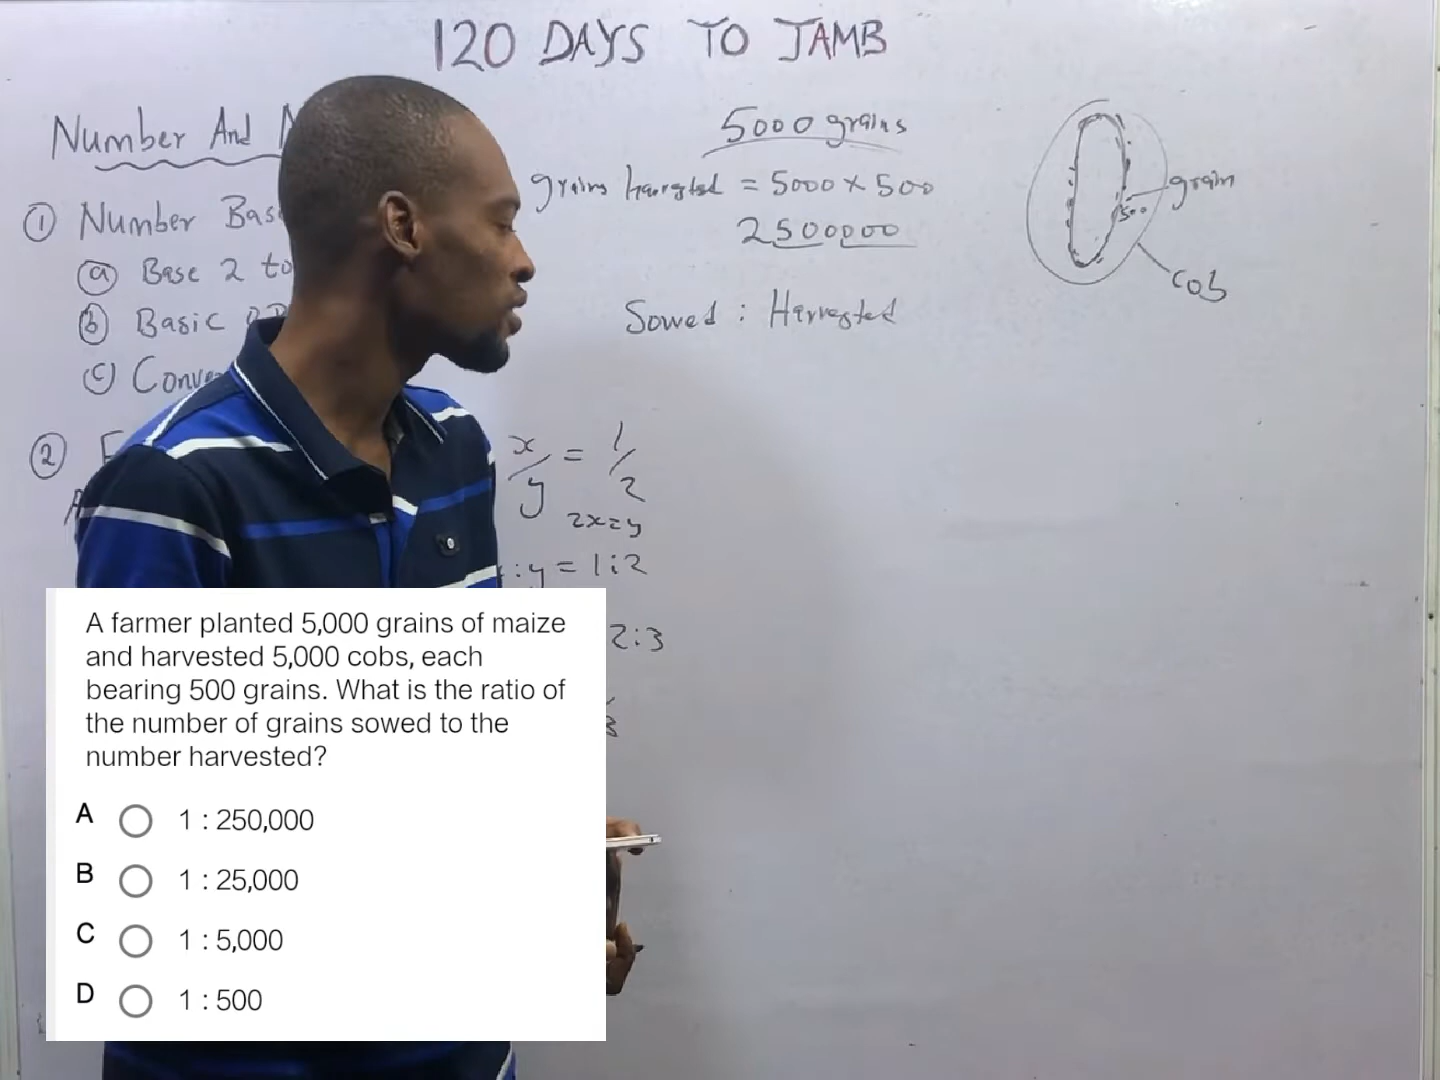 120 DAYS TO JAMB
Number And
① Number Bas
ⓐ Base 2 to
ⓑ Basic
ⓒ Conve
②
5000 grains
grains harvested = 5000 × 500
2500000
Sowed : Harvested
grain
500
cob
x/y = 1/2
2x=y
:y = 1:2
2:3
A farmer planted 5,000 grains of maize
and harvested 5,000 cobs, each
bearing 500 grains. What is the ratio of
the number of grains sowed to the
number harvested?
A 1 : 250,000
B 1 : 25,000
C 1 : 5,000
D 1 : 500